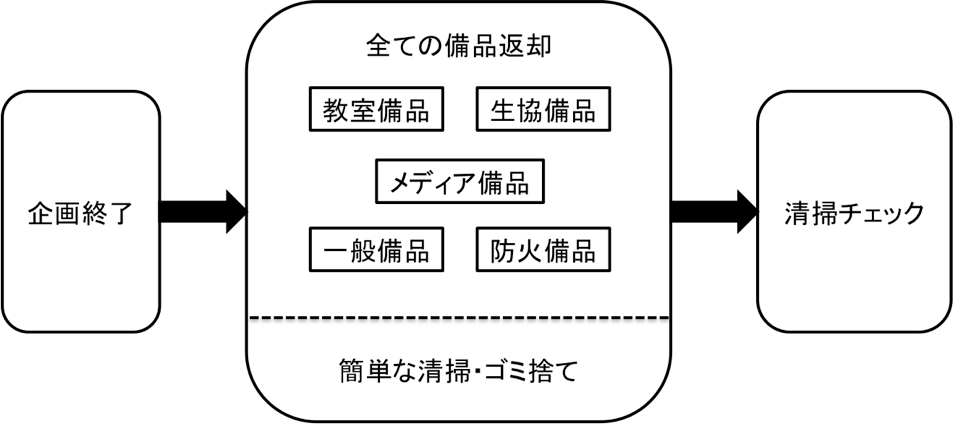 企画終了
全ての備品返却
教室備品
生協備品
メディア備品
一般備品
防火備品
簡単な清掃・ゴミ捨て
清掃チェック